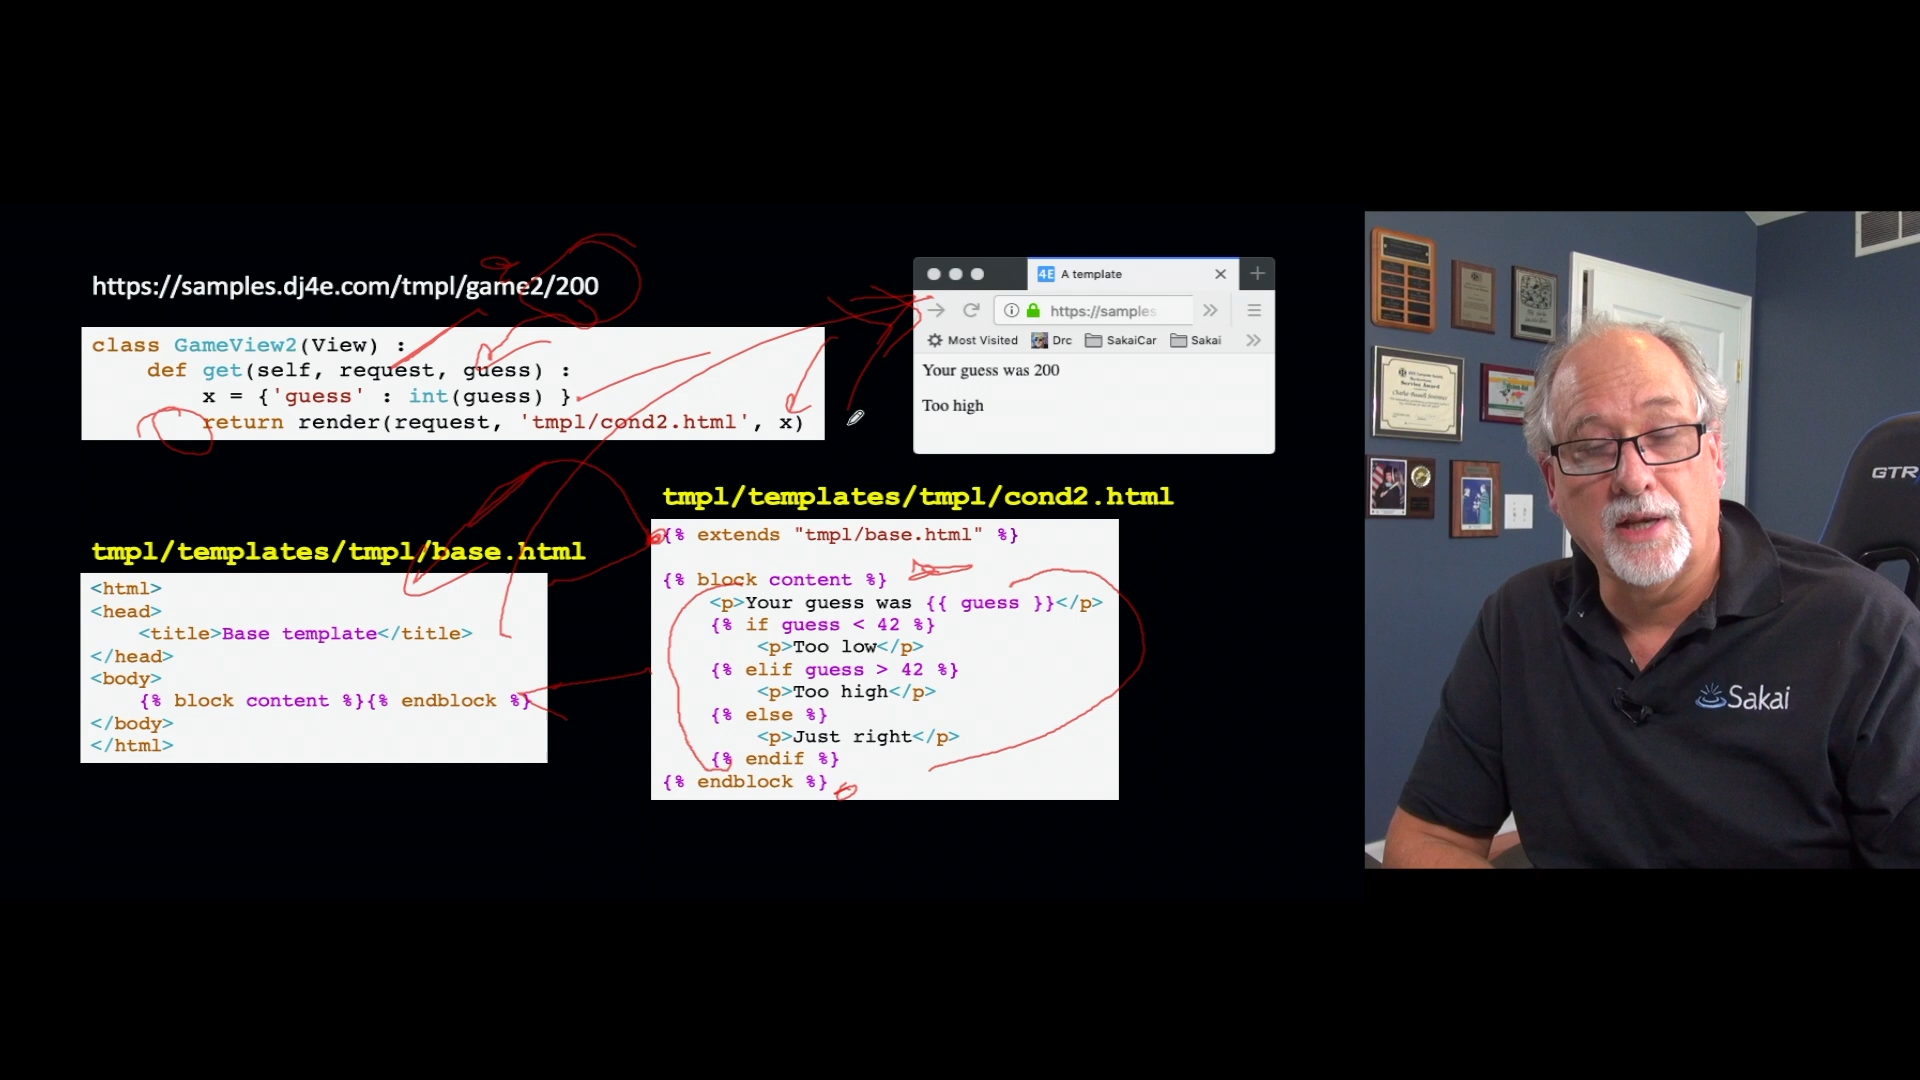 https://samples.dj4e.com/tmpl/game2/200
class GameView2(View) :
    def get(self, request, guess) :
        x = {'guess' : int(guess) }
        return render(request, 'tmpl/cond2.html', x)
4E A template
https://samples
Most Visited Drc SakaiCar Sakai
Your guess was 200
Too high
tmpl/templates/tmpl/base.html
<html>
<head>
    <title>Base template</title>
</head>
<body>
    {% block content %}{% endblock %}
</body>
</html>
tmpl/templates/tmpl/cond2.html
{% extends "tmpl/base.html" %}
{% block content %}
    <p>Your guess was {{ guess }}</p>
    {% if guess < 42 %}
        <p>Too low</p>
    {% elif guess > 42 %}
        <p>Too high</p>
    {% else %}
        <p>Just right</p>
    {% endif %}
{% endblock %}
GTR
Sakai